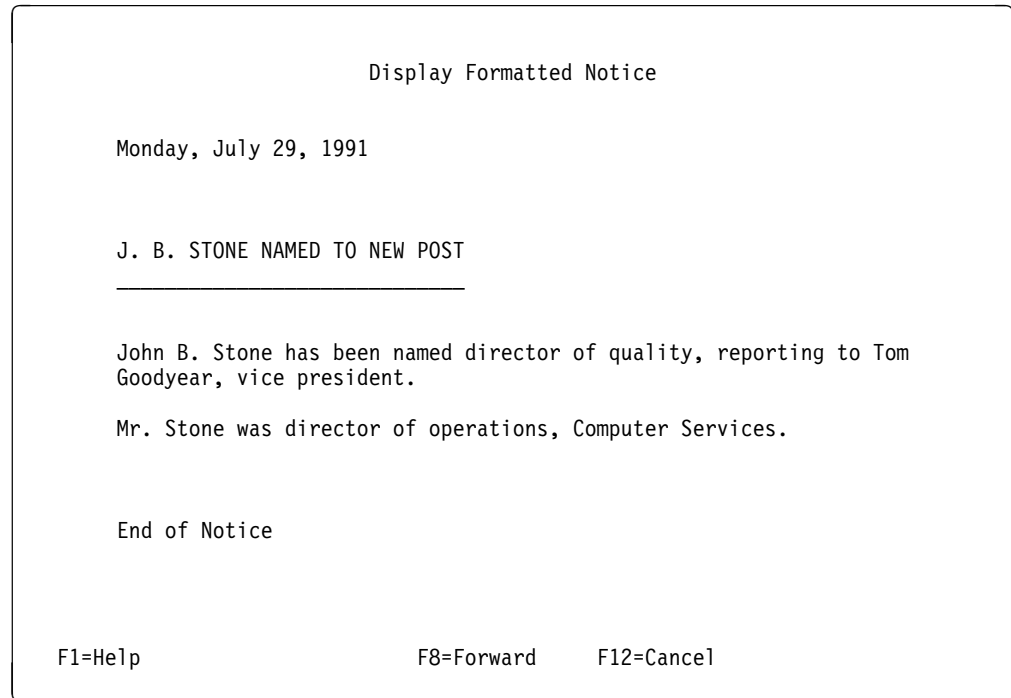 Display Formatted Notice
Monday, July 29, 1991
J. B. STONE NAMED TO NEW POST
John B. Stone has been named director of quality, reporting to Tom
Goodyear, vice president.
Mr. Stone was director of operations, Computer Services.
End of Notice
F1=Help F8=Forward F12=Cancel